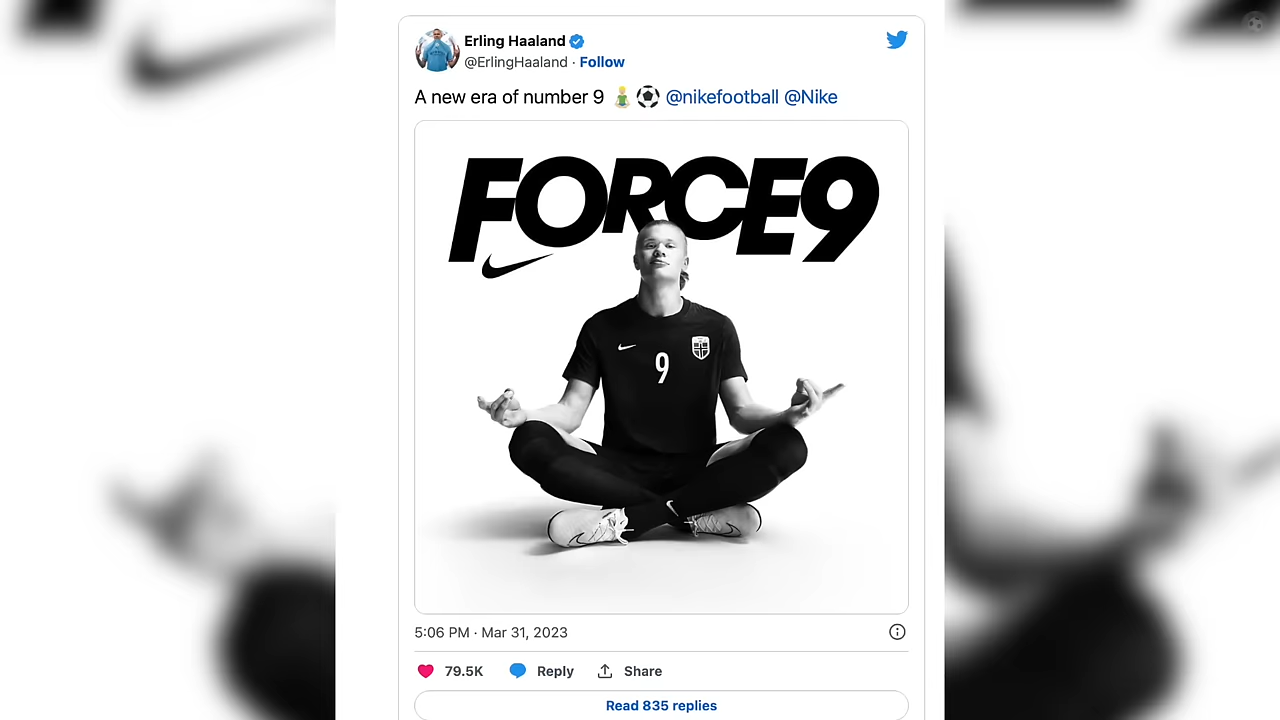 Erling Haaland
@ErlingHaaland · Follow
A new era of number 9 🧘🏼‍♂️⚽ @nikefootball @Nike
FORCE9
9
5:06 PM · Mar 31, 2023
79.5K Reply Share
Read 835 replies